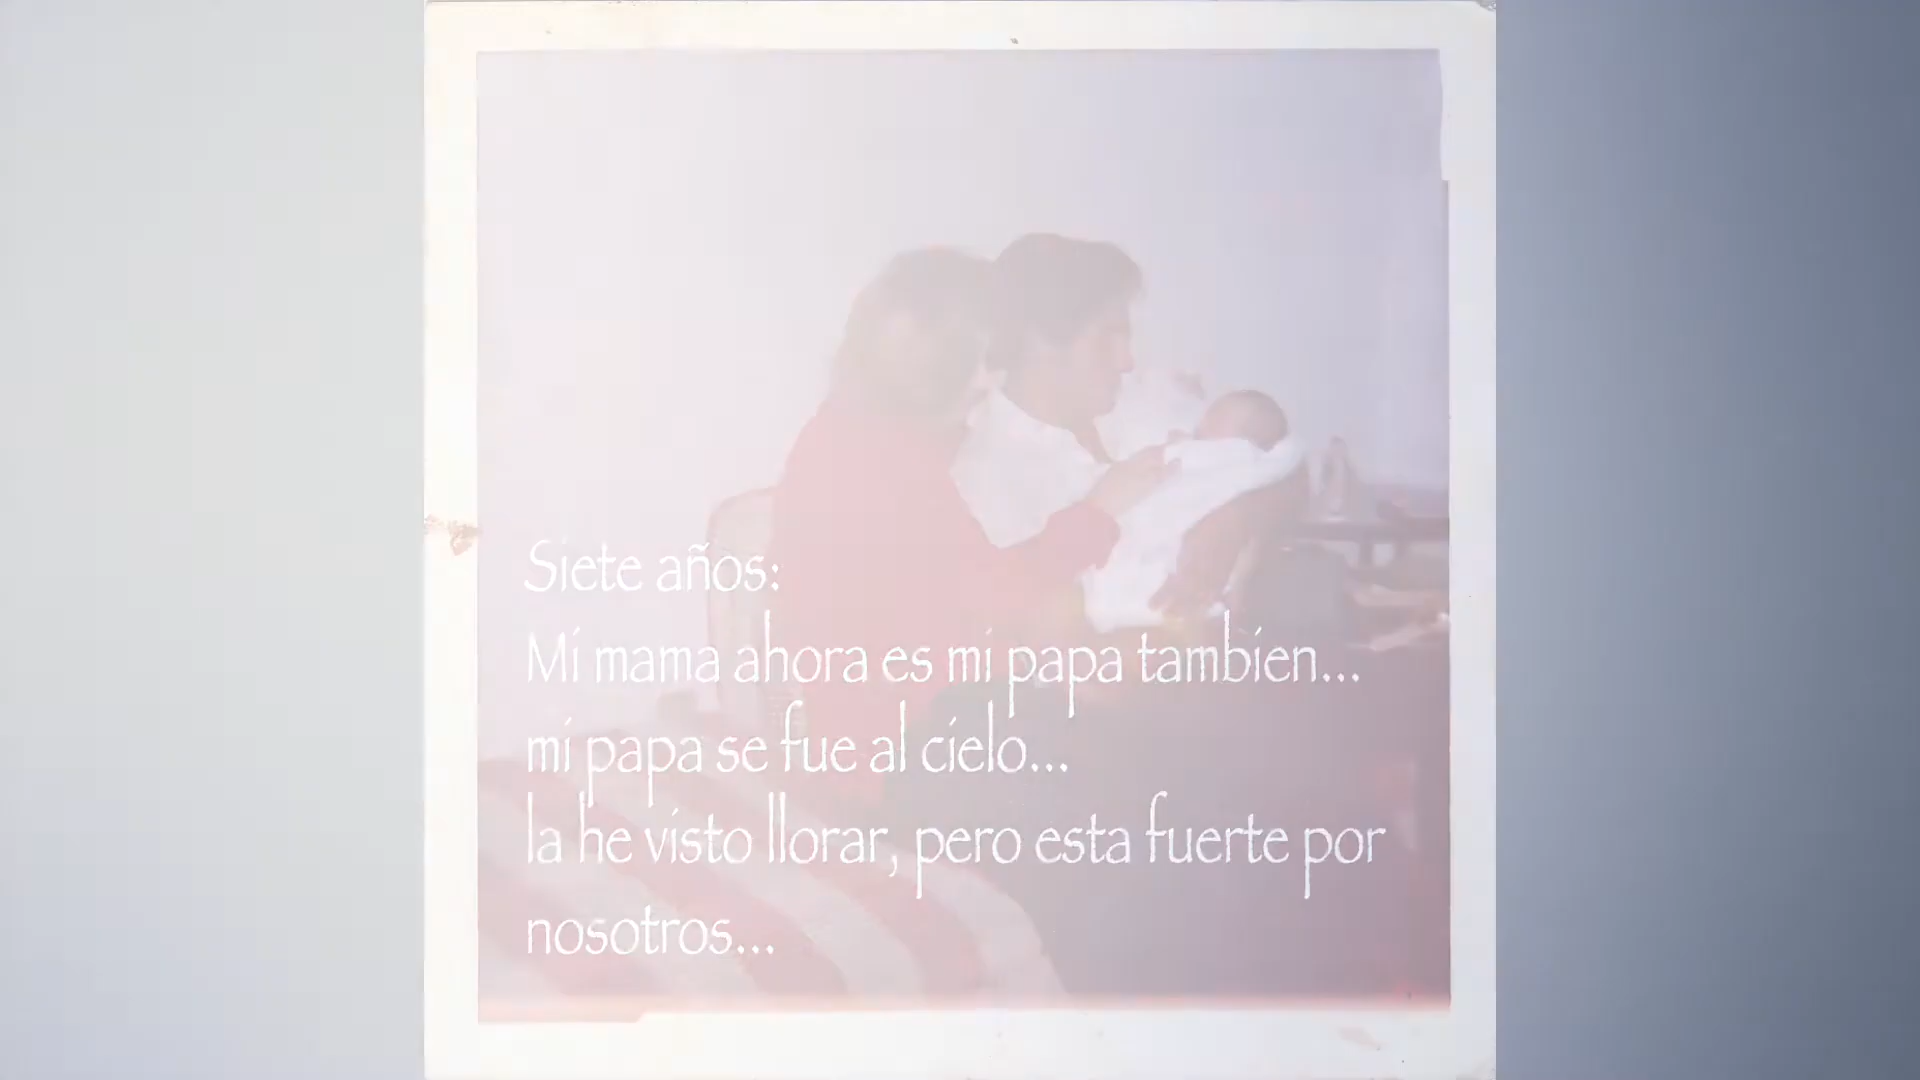 Siete años:
Mi mama ahora es mi papa tambien...
mi papa se fue al cielo...
la he visto llorar, pero esta fuerte por
nosotros...